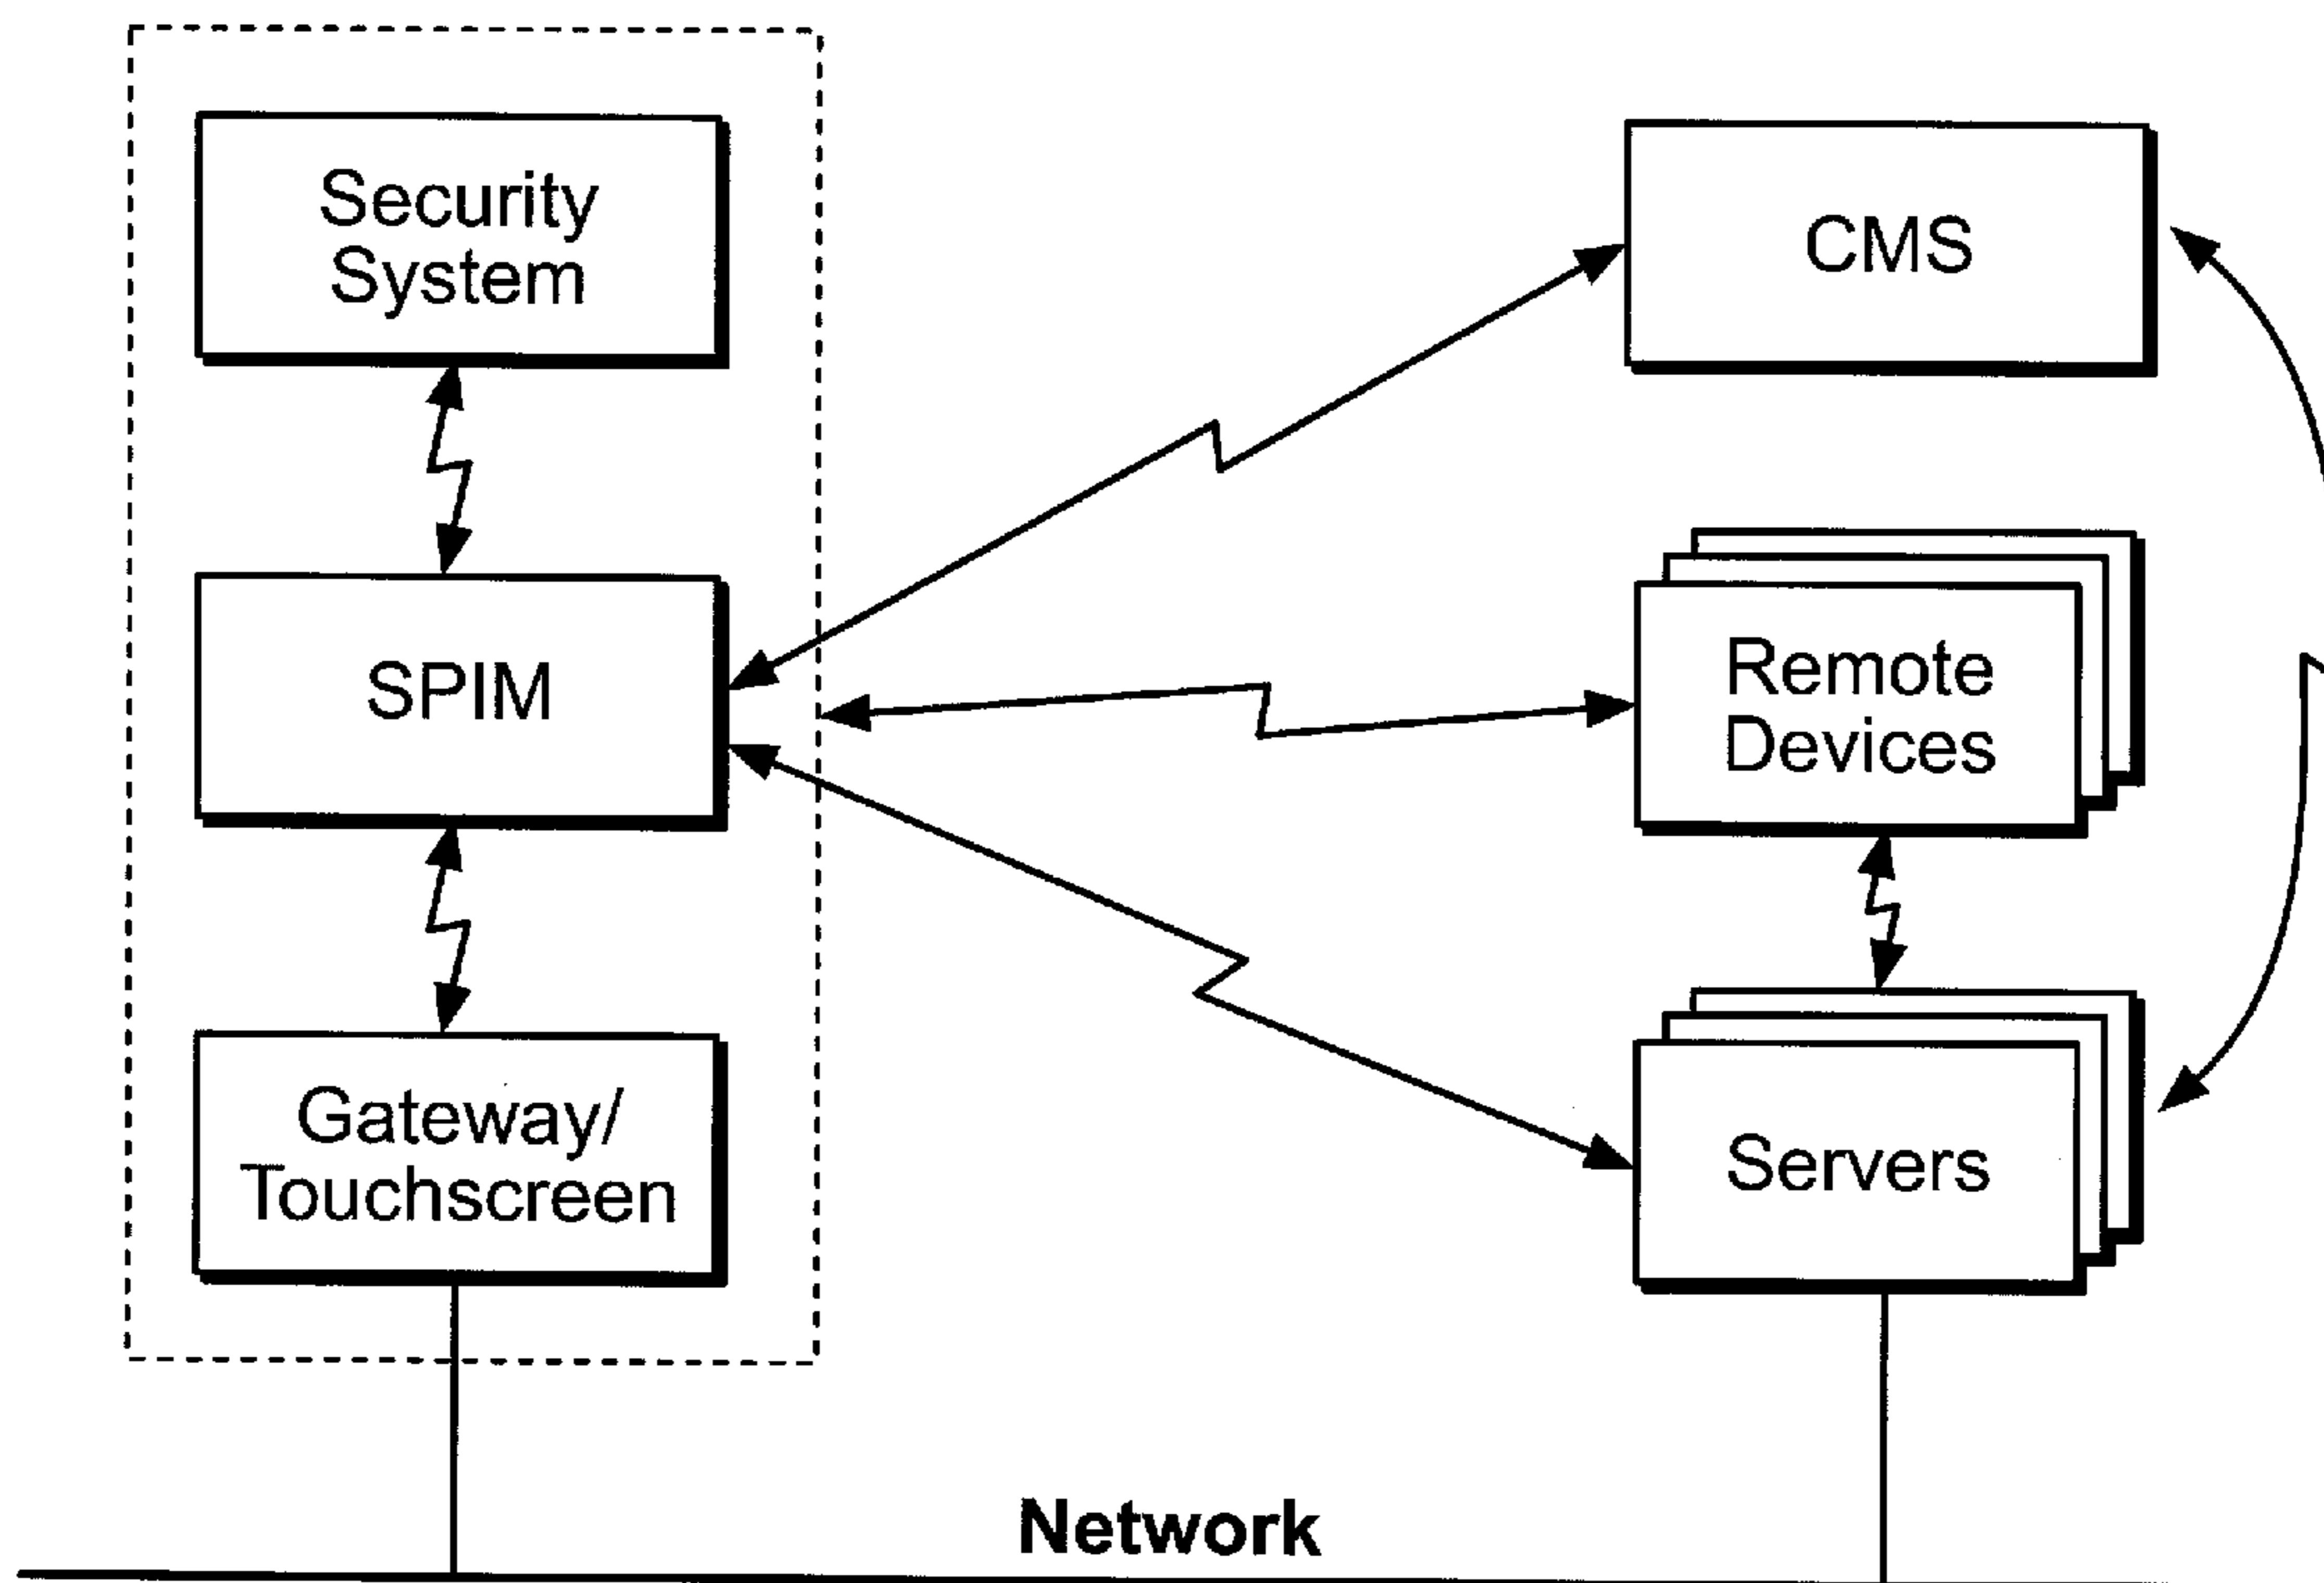 Security
System
CMS
SPIM
Remote
Devices
Gateway/
Touchscreen
Servers
Network